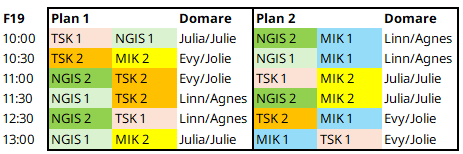 F19 Plan 1 Domare Plan 2 Domare
10:00 TSK 1 NGIS 1 Julia/Julie NGIS 2 MIK 1 Linn/Agnes
10:30 TSK 2 MIK 2 Evy/Jolie NGIS 1 MIK 1 Linn/Agnes
11:00 NGIS 2 TSK 2 Evy/Jolie TSK 1 MIK 2 Julia/Julie
11:30 NGIS 1 TSK 2 Linn/Agnes NGIS 2 MIK 2 Julia/Julie
12:30 NGIS 2 TSK 1 Linn/Agnes TSK 2 MIK 1 Evy/Jolie
13:00 NGIS 1 MIK 2 Julia/Julie MIK 1 TSK 1 Evy/Jolie